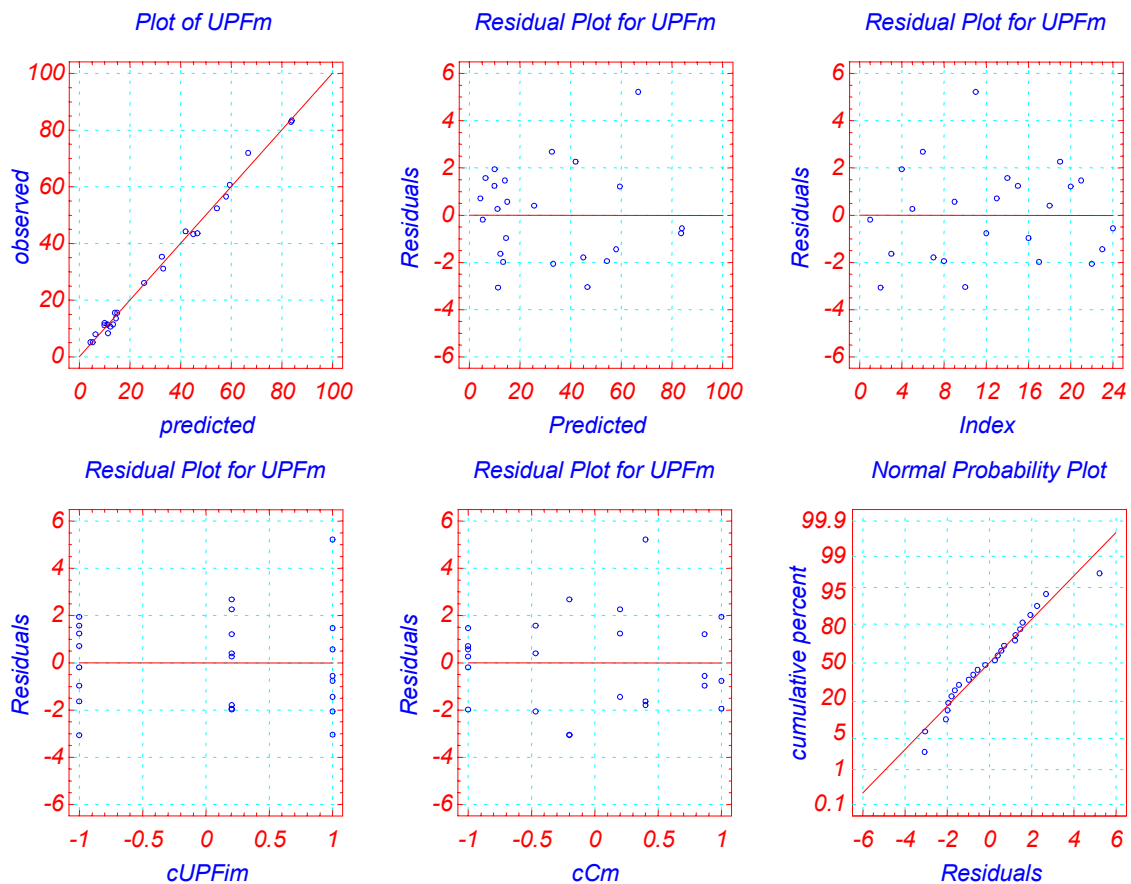 Plot of UPFm
observed
100
80
60
40
20
0
0 20 40 60 80 100
predicted
Residual Plot for UPFm
Residuals
6
4
2
0
-2
-4
-6
0 20 40 60 80 100
Predicted
Residual Plot for UPFm
Residuals
6
4
2
0
-2
-4
-6
0 4 8 12 16 20 24
Index
Residual Plot for UPFm
Residuals
6
4
2
0
-2
-4
-6
-1 -0.5 0 0.5 1
cUPFim
Residual Plot for UPFm
Residuals
6
4
2
0
-2
-4
-6
-1 -0.5 0 0.5 1
cCm
Normal Probability Plot
cumulative percent
99.9
99
95
80
50
20
5
1
0.1
-6 -4 -2 0 2 4 6
Residuals